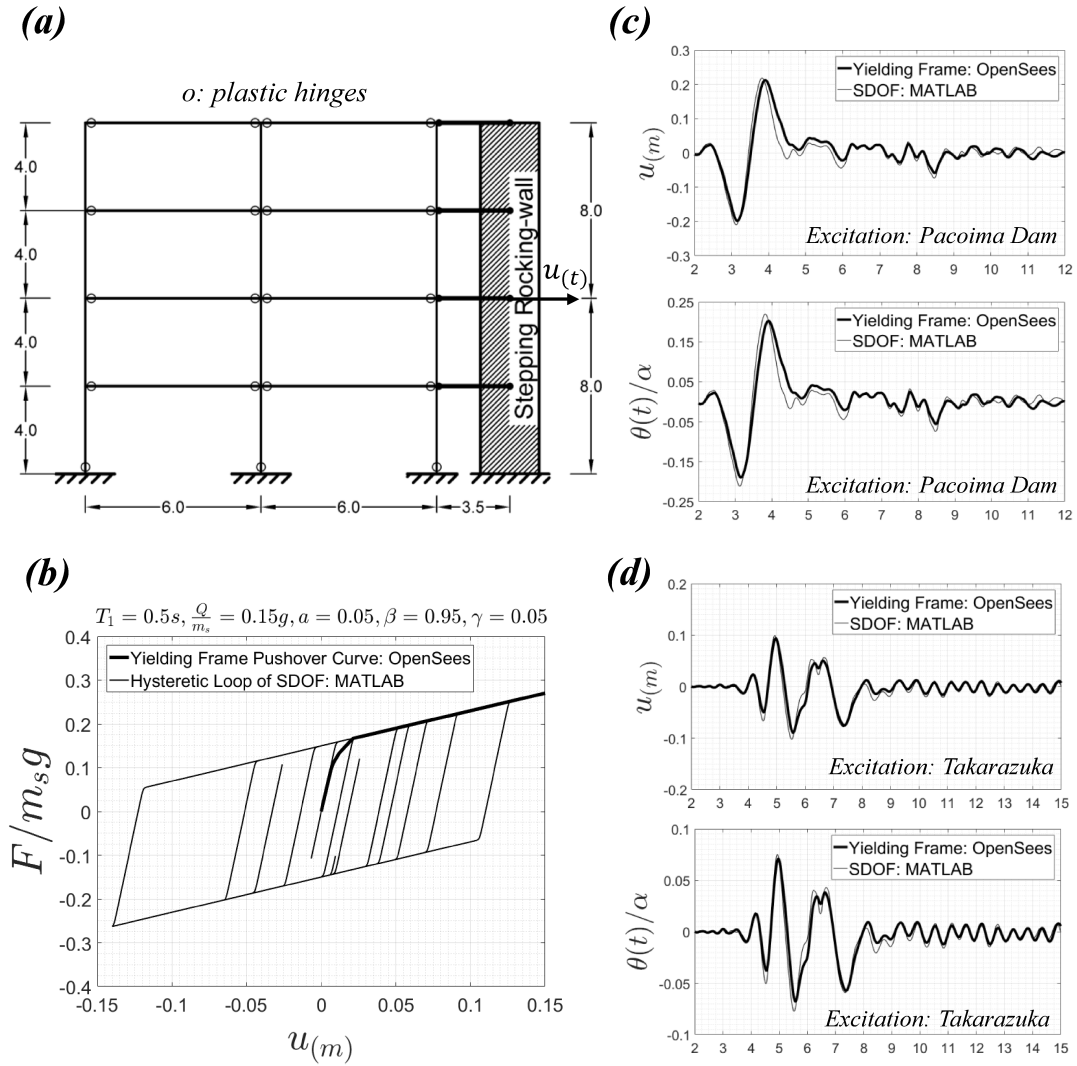 (a)
o: plastic hinges
4.0
4.0
4.0
4.0
8.0
8.0
Stepping Rocking-wall
u(t)
6.0
6.0
3.5
(b)
T₁ = 0.5s, Q/mₛ = 0.15g, a = 0.05, β = 0.95, γ = 0.05
Yielding Frame Pushover Curve: OpenSees
Hysteretic Loop of SDOF: MATLAB
F/mₛg
0.4
0.3
0.2
0.1
0
-0.1
-0.2
-0.3
-0.4
-0.15 -0.1 -0.05 0 0.05 0.1 0.15
u(m)
(c)
Yielding Frame: OpenSees
SDOF: MATLAB
u(m)
0.3
0.2
0.1
0
-0.1
-0.2
-0.3
Excitation: Pacoima Dam
2 3 4 5 6 7 8 9 10 11 12
Yielding Frame: OpenSees
SDOF: MATLAB
θ(t)/α
0.25
0.15
0.05
-0.05
-0.15
-0.25
Excitation: Pacoima Dam
2 3 4 5 6 7 8 9 10 11 12
(d)
Yielding Frame: OpenSees
SDOF: MATLAB
u(m)
0.2
0.1
0
-0.1
-0.2
Excitation: Takarazuka
2 3 4 5 6 7 8 9 10 11 12 13 14 15
Yielding Frame: OpenSees
SDOF: MATLAB
θ(t)/α
0.1
0.05
0
-0.05
-0.1
Excitation: Takarazuka
2 3 4 5 6 7 8 9 10 11 12 13 14 15